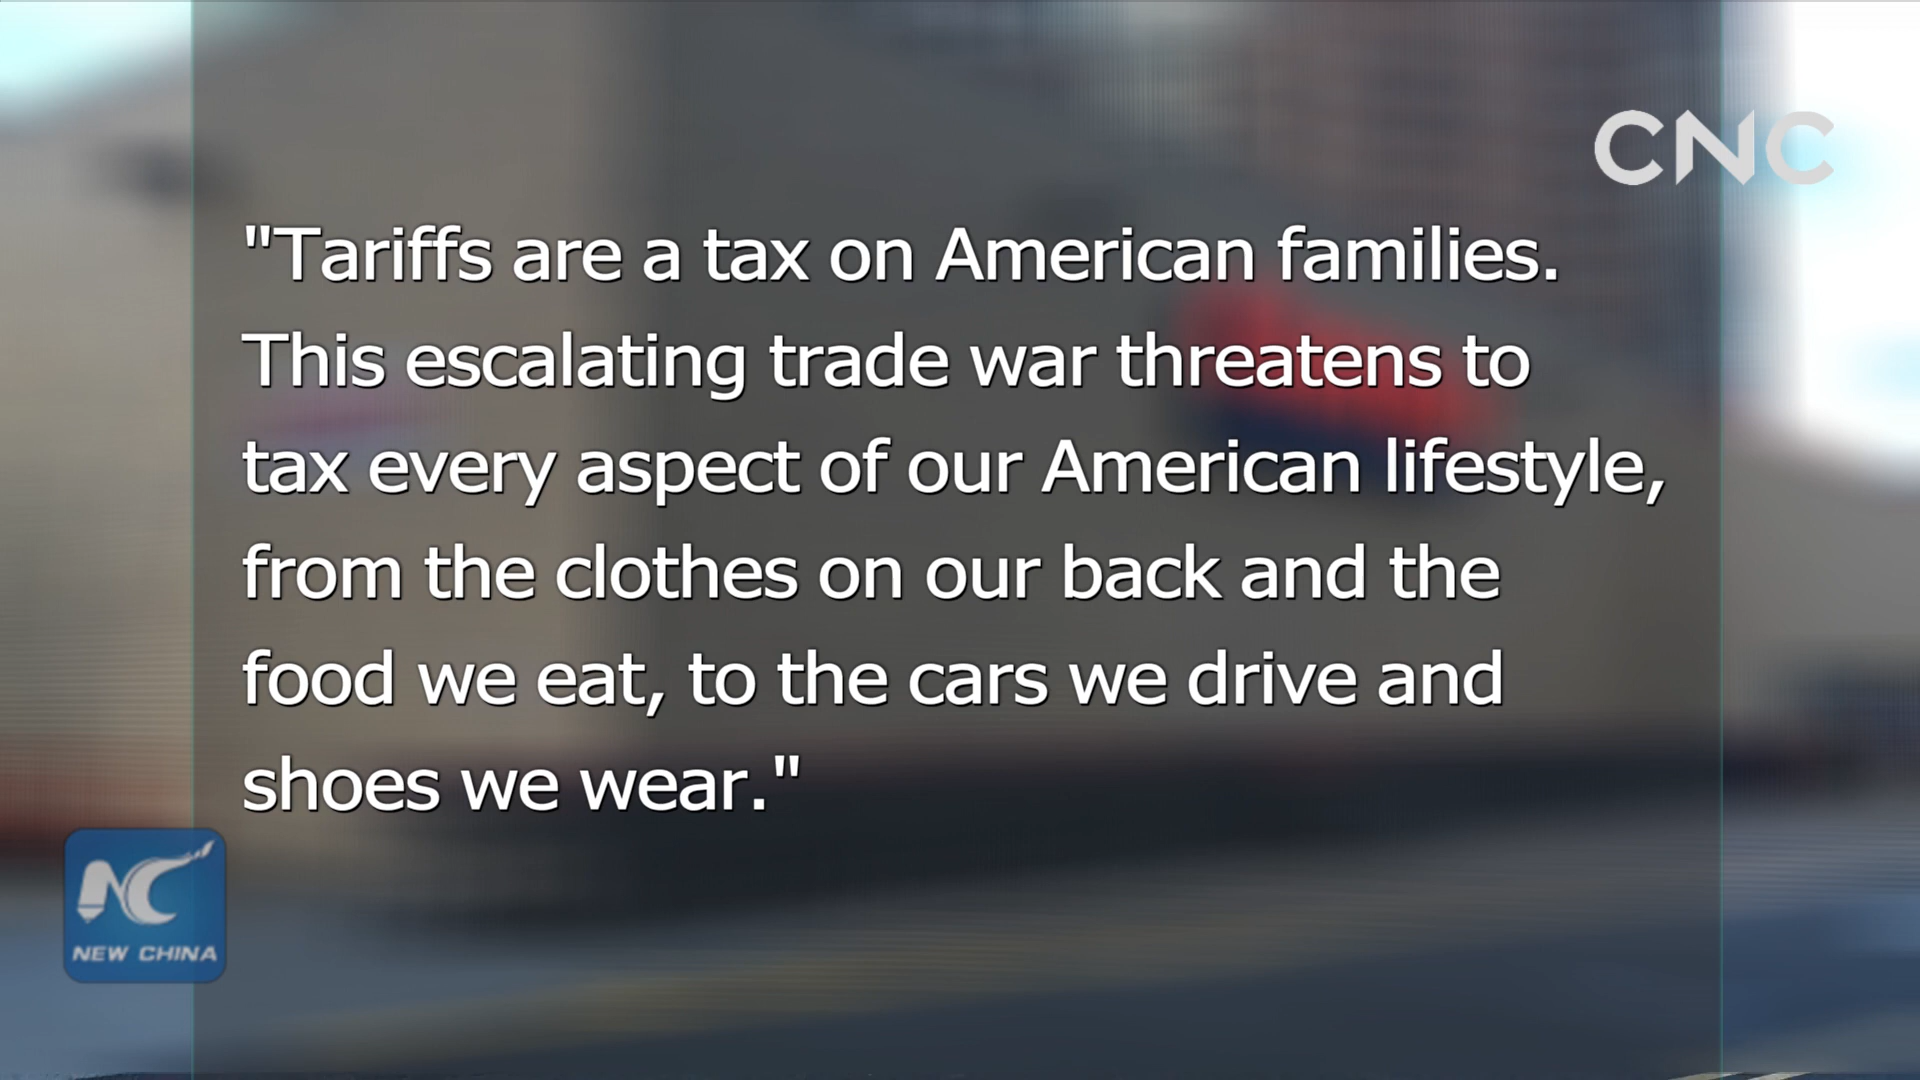 CNC
"Tariffs are a tax on American families.
This escalating trade war threatens to
tax every aspect of our American lifestyle,
from the clothes on our back and the
food we eat, to the cars we drive and
shoes we wear."
NC
NEW CHINA